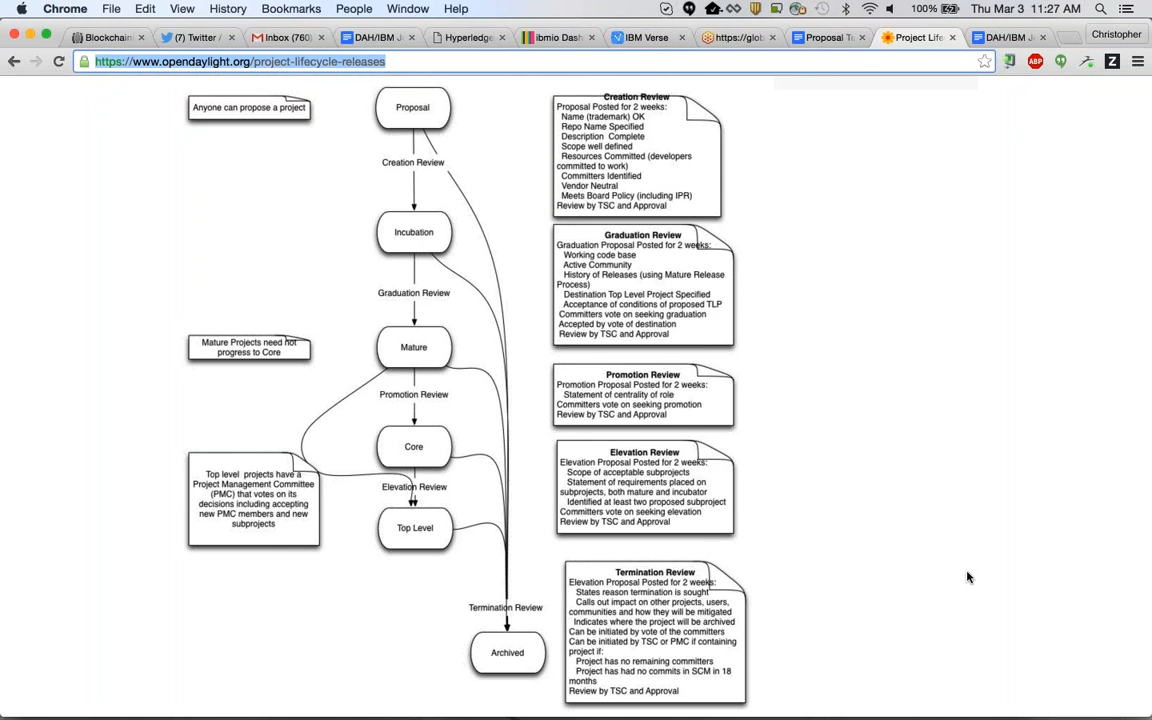 Chrome File Edit View History Bookmarks People Window Help 100% Thu Mar 3 11:27 AM
Blockchain (7) Twitter / Inbox (760) DAH/IBM J Hyperledge Ibmio Das IBM Verse https://glob Proposal Te Project Life DAH/IBM J Christopher
https://www.opendaylight.org/project-lifecycle-releases
ABP Z
Anyone can propose a project
Proposal
Creation Review
Incubation
Graduation Review
Mature
Mature Projects need not
progress to Core
Promotion Review
Core
Top level projects have a
Project Management Committee
(PMC) that votes on its
decisions including accepting
new PMC members and new
subprojects
Elevation Review
Top Level
Termination Review
Archived
Creation Review
Proposal Posted for 2 weeks:
Name (trademark) OK
Repo Name Specified
Description Complete
Scope well defined
Resources Committed (developers
committed to work)
Committers Identified
Vendor Neutral
Meets Board Policy (including IPR)
Review by TSC and Approval
Graduation Review
Graduation Proposal Posted for 2 weeks:
Working code base
Active Community
History of Releases (using Mature Release
Process)
Destination Top Level Project Specified
Acceptance of conditions of proposed TLP
Committers vote on seeking graduation
Accepted by vote of destination
Review by TSC and Approval
Promotion Review
Promotion Proposal Posted for 2 weeks:
Statement of centrality of role
Committers vote on seeking promotion
Review by TSC and Approval
Elevation Review
Elevation Proposal Posted for 2 weeks:
Scope of acceptable subprojects
Statement of requirements placed on
subprojects, both mature and incubator
Identified at least two proposed subproject
Committers vote on seeking elevation
Review by TSC and Approval
Termination Review
Elevation Proposal Posted for 2 weeks:
States reason termination is sought
Calls out impact on other projects, users,
communities and how they will be mitigated
Indicates where the project will be archived
Can be initiated by vote of the committers
Can be initiated by TSC or PMC if containing
project if:
Project has no remaining committers
Project has had no commits in SCM in 18
months
Review by TSC and Approval